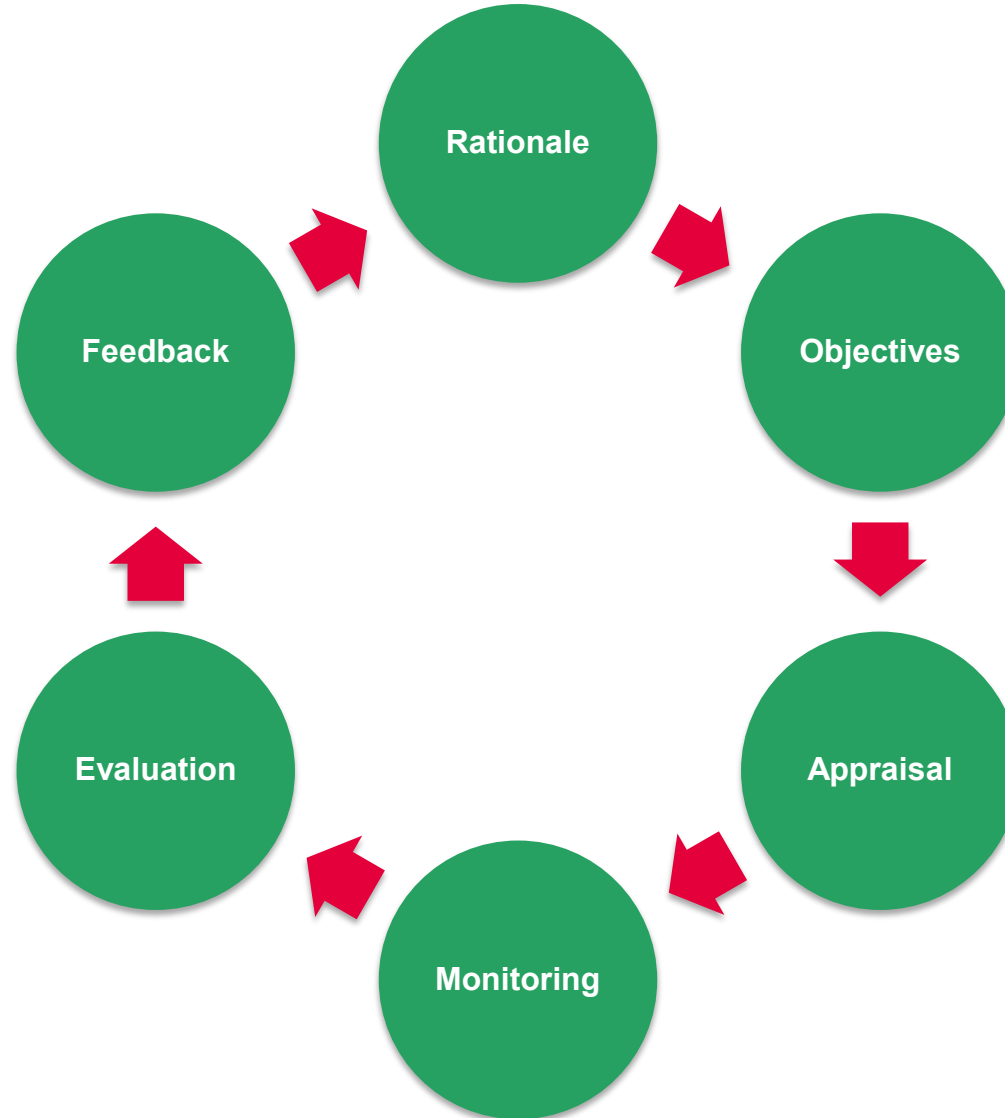 Rationale
Objectives
Appraisal
Monitoring
Evaluation
Feedback